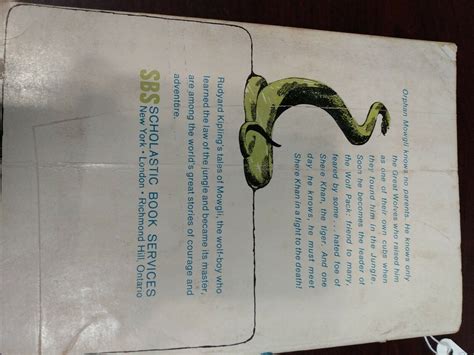 Orphan Mowgli knows no parents. He knows only
the Great Wolves who raised him
as one of their own cubs when
they found him in the Jungle.
Soon he becomes the leader of
the Wolf Pack: friend to many,
feared by some...hated foe of
Shere Khan, the tiger. And one
day, he knows, he must meet
Shere Khan in a fight to the death!
Rudyard Kipling's tales of Mowgli, the wolf-boy who
learned the law of the jungle and became its master,
are among the world's great stories of courage and
adventure.
SBS SCHOLASTIC BOOK SERVICES
New York • London • Richmond Hill, Ontario